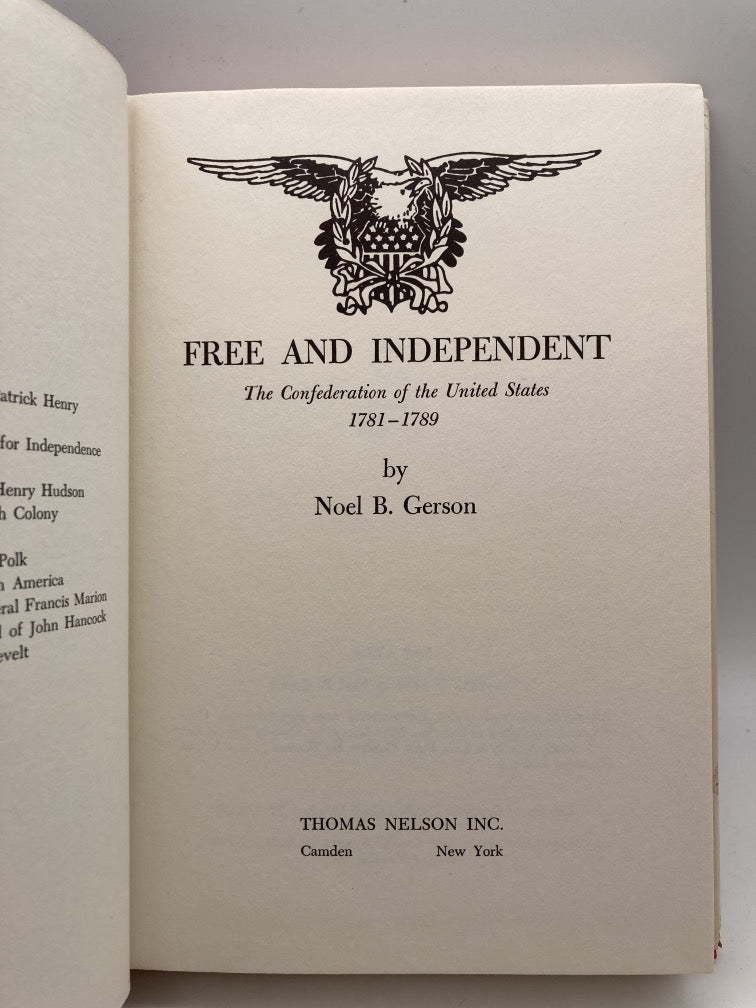 atrick Henry
for Independence
Henry Hudson
h Colony
Polk
n America
ral Francis Marion
l of John Hancock
evelt
FREE AND INDEPENDENT
The Confederation of the United States
1781–1789
by
Noel B. Gerson
THOMAS NELSON INC.
Camden New York